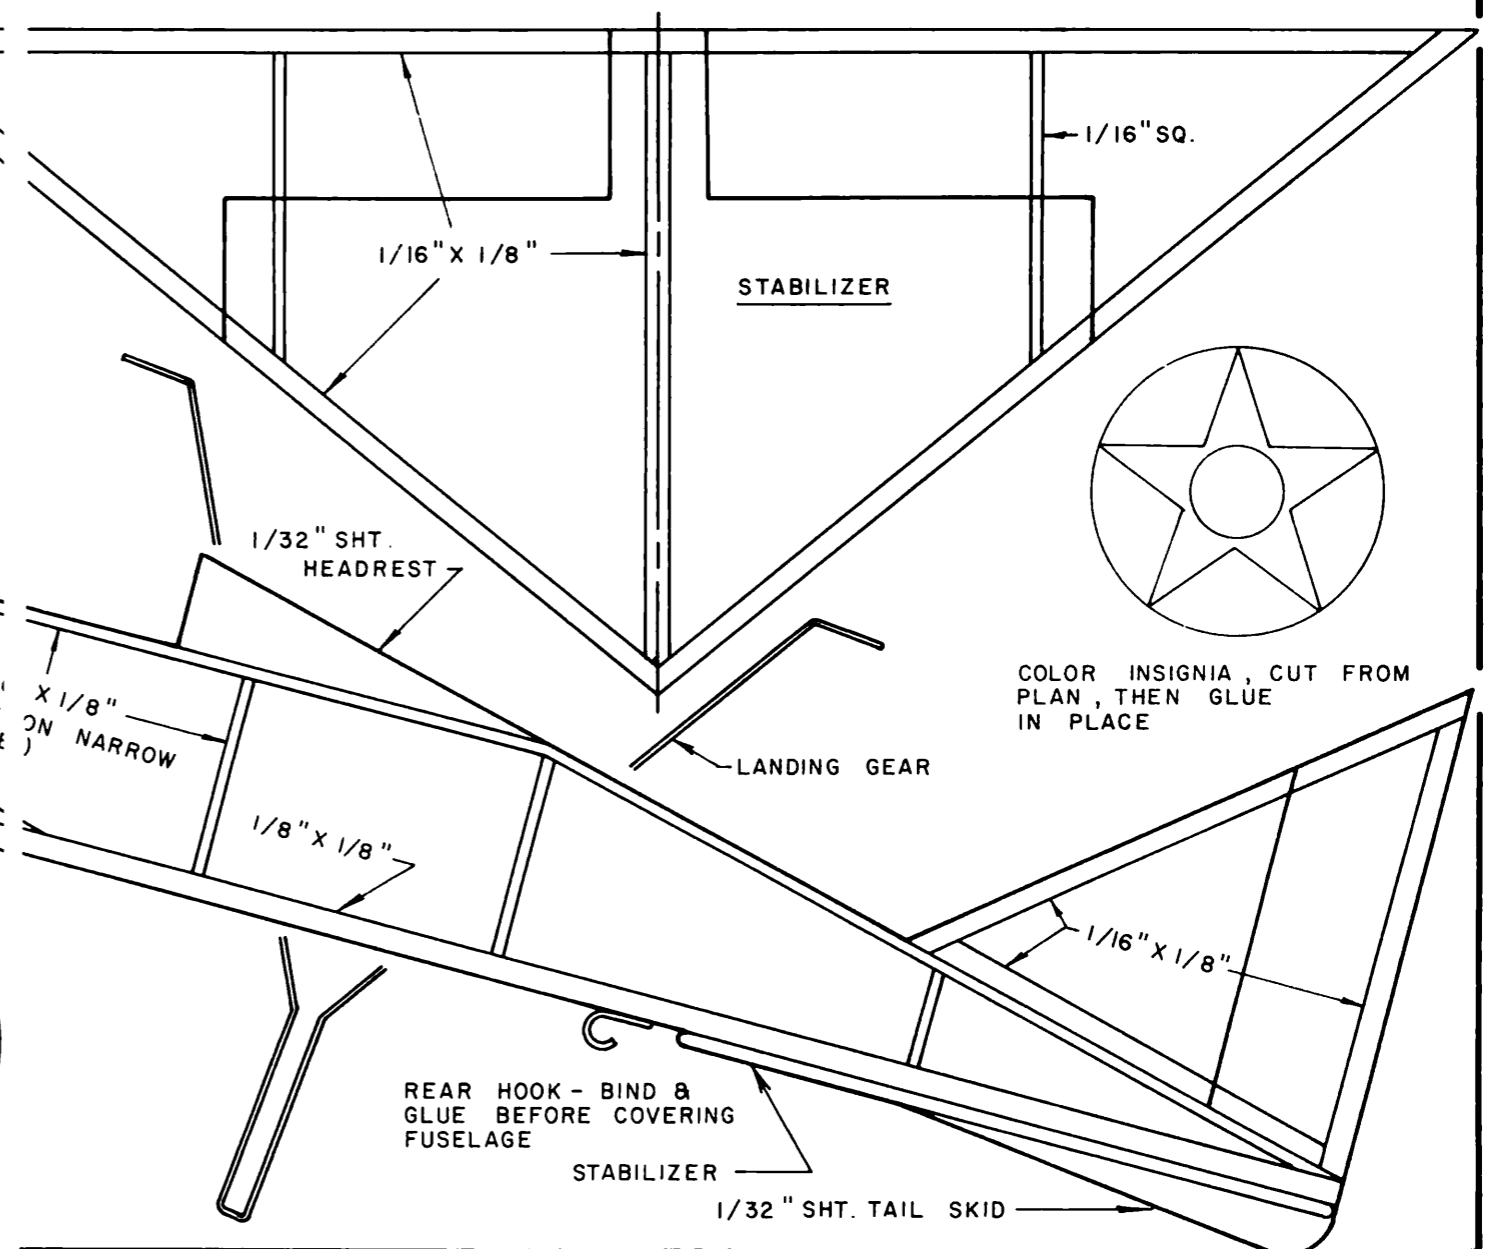 1/16" SQ.
1/16" X 1/8"
STABILIZER
1/32" SHT.
HEADREST
COLOR INSIGNIA, CUT FROM
PLAN, THEN GLUE
IN PLACE
X 1/8"
ON NARROW
)
LANDING GEAR
1/8" X 1/8"
1/16" X 1/8"
REAR HOOK - BIND &
GLUE BEFORE COVERING
FUSELAGE
STABILIZER
1/32" SHT. TAIL SKID